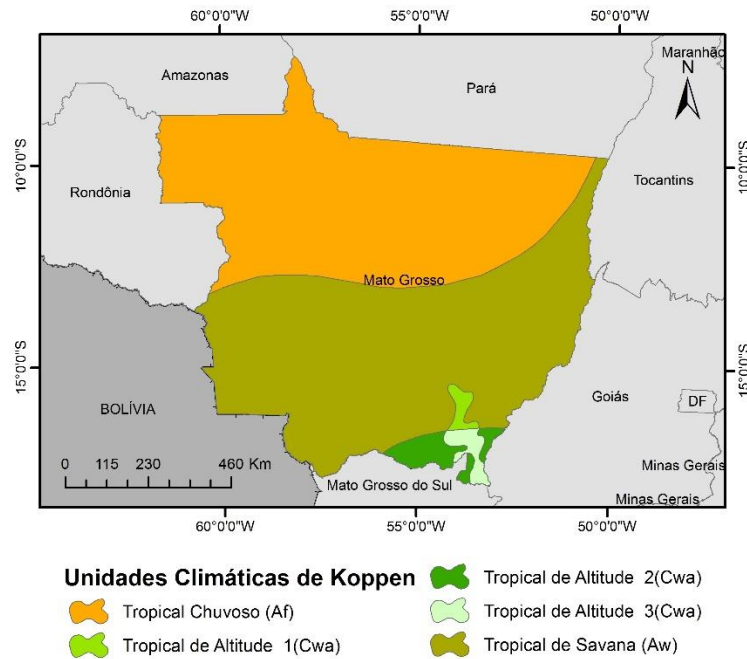 60°0'0"W 55°0'0"W 50°0'0"W
Maranhão
Amazonas
Pará
N
10°0'0"S
10°0'0"S
Rondônia
Tocantins
Mato Grosso
15°0'0"S
15°0'0"S
BOLÍVIA
Goiás
DF
0 115 230 460 Km
Mato Grosso do Sul
Minas Gerais
Minas Gerais
60°0'0"W 55°0'0"W 50°0'0"W
Unidades Climáticas de Koppen
Tropical Chuvoso (Af)
Tropical de Altitude 1(Cwa)
Tropical de Altitude 2(Cwa)
Tropical de Altitude 3(Cwa)
Tropical de Savana (Aw)